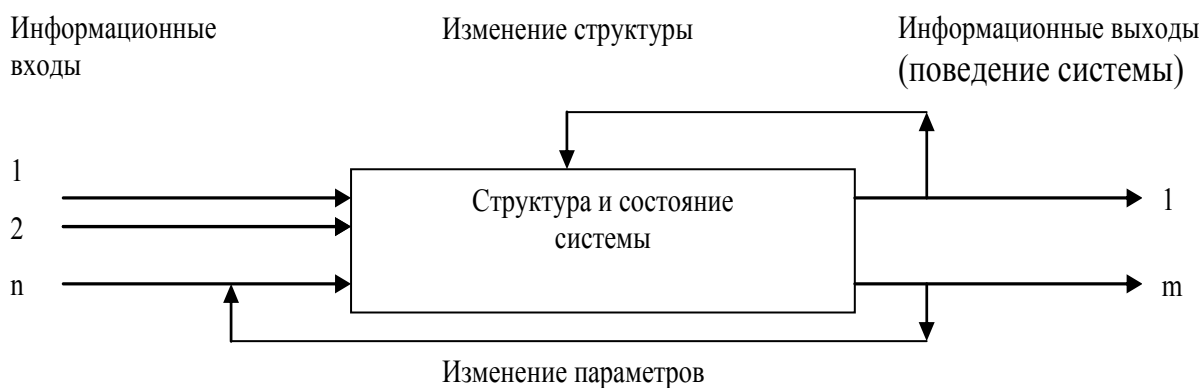 Информационные
входы
Изменение структуры
Информационные выходы
(поведение системы)
1
2
n
Структура и состояние
системы
1
m
Изменение параметров